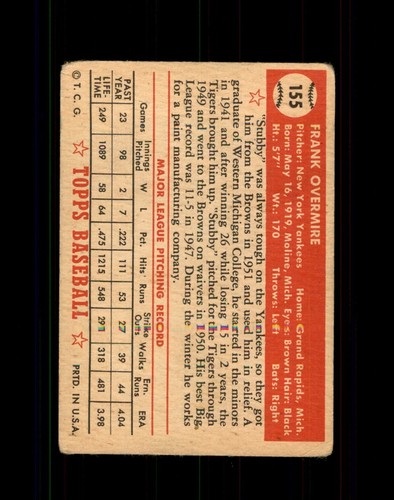 155
FRANK OVERMIRE
Pitcher: New York Yankees Home: Grand Rapids, Mich.
Born: May 16, 1919, Moline, Mich. Eyes: Brown Hair: Black
Ht.: 5'7" Wt.: 170 Throws: Left Bats: Right
"Stubby" was always tough on the Yankees, so they got
him from the Browns in 1951 and used him in relief. A
graduate of Western Michigan College, he started in the minors
in 1941 and after winning 26 while losing 15 in 2 years, the
Tigers brought him up. "Stubby" pitched for the Tigers through
1949 and went to the Browns on waivers in 1950. His best Big
League record was 11-5 in 1947. During the winter he works
for a paint manufacturing company.
MAJOR LEAGUE PITCHING RECORD
Games Innings Pitched W L Pct. Hits Runs Strike Outs Walks Ern. Runs ERA
PAST YEAR 23 98 2 7 .222 111 53 27 39 44 4.04
LIFE-TIME 249 1089 58 64 .475 1215 548 291 318 481 3.98
© T. C. G. TOPPS BASEBALL PRTD. IN U.S.A.